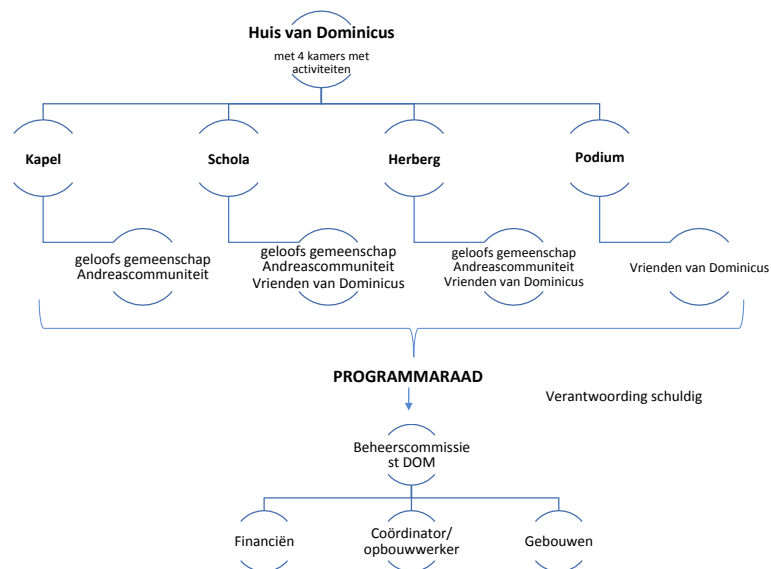 Huis van Dominicus
met 4 kamers met
activiteiten
Kapel
Schola
Herberg
Podium
geloofs gemeenschap
Andreascommuniteit
geloofs gemeenschap
Andreascommuniteit
Vrienden van Dominicus
geloofs gemeenschap
Andreascommuniteit
Vrienden van Dominicus
Vrienden van Dominicus
PROGRAMMARAAD
Verantwoording schuldig
Beheerscommissie
st DOM
Financiën
Coördinator/
opbouwwerker
Gebouwen